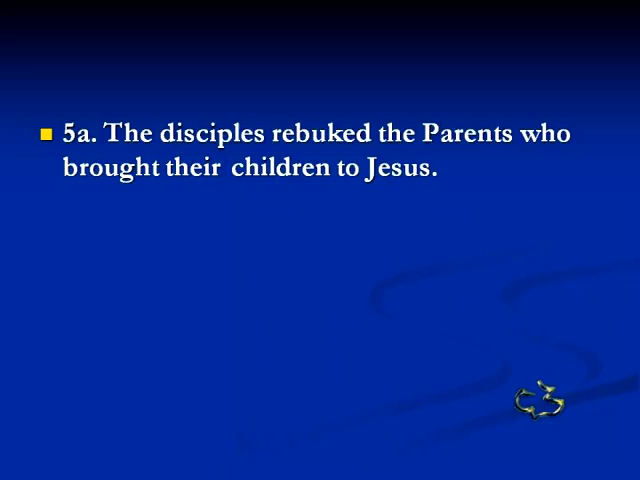 5a. The disciples rebuked the Parents who
brought their children to Jesus.